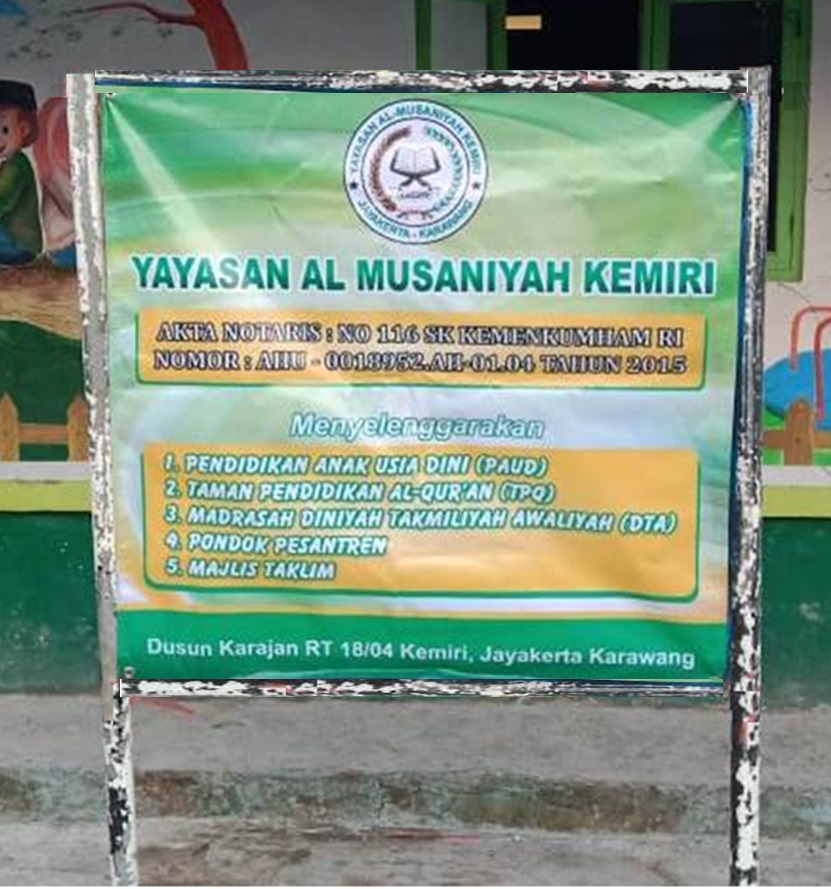 YAYASAN AL-MUSANIYAH KEMIRI
JAYAKERTA - KARAWANG
YAYASAN AL MUSANIYAH KEMIRI
AKTA NOTARIS : NO 116 SK KEMENKUMHAM RI
NOMOR : AHU - 0018952.AH-01.04 TAHUN 2015
Menyelenggarakan
1. PENDIDIKAN ANAK USIA DINI (PAUD)
2. TAMAN PENDIDIKAN AL-QUR'AN (TPQ)
3. MADRASAH DINIYAH TAKMILIYAH AWALIYAH (DTA)
4. PONDOK PESANTREN
5. MAJLIS TAKLIM
Dusun Karajan RT 18/04 Kemiri, Jayakerta Karawang